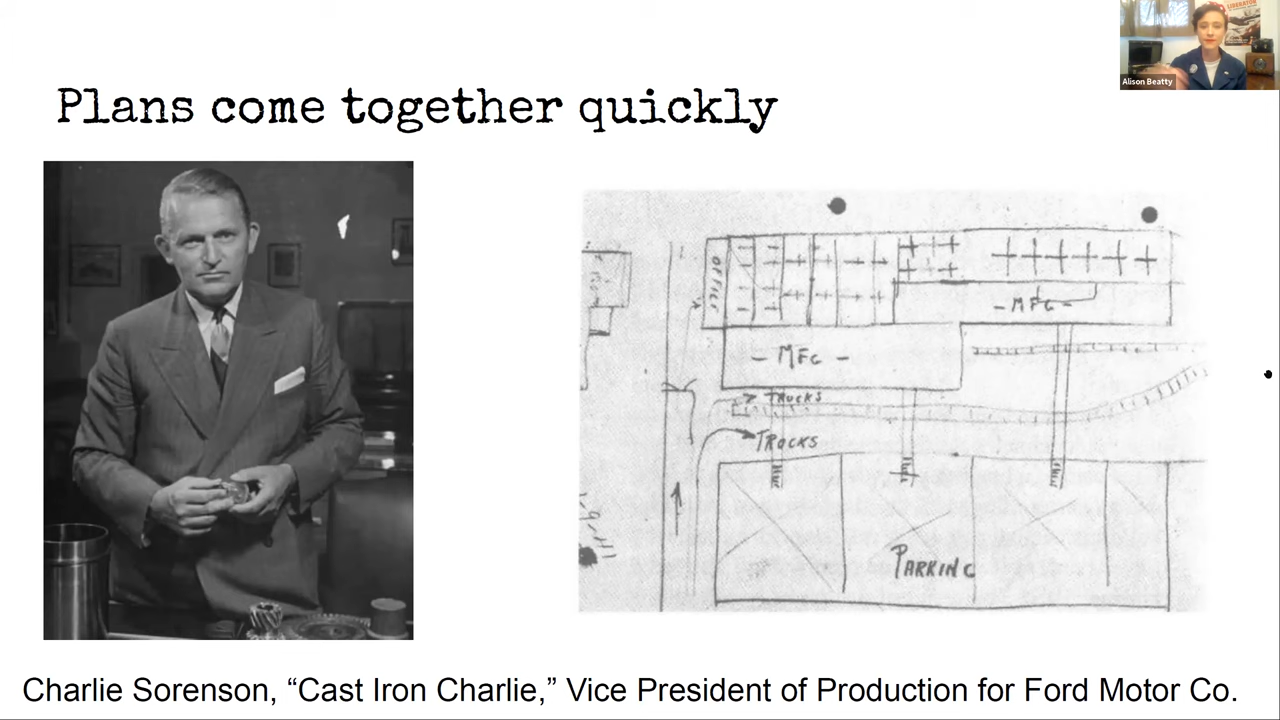 LIBERATOR
Alison Beatty
Plans come together quickly
OFFICE
- MFG -
- MFG -
TRUCKS
TRUCKS
PARKING
Charlie Sorenson, “Cast Iron Charlie,” Vice President of Production for Ford Motor Co.